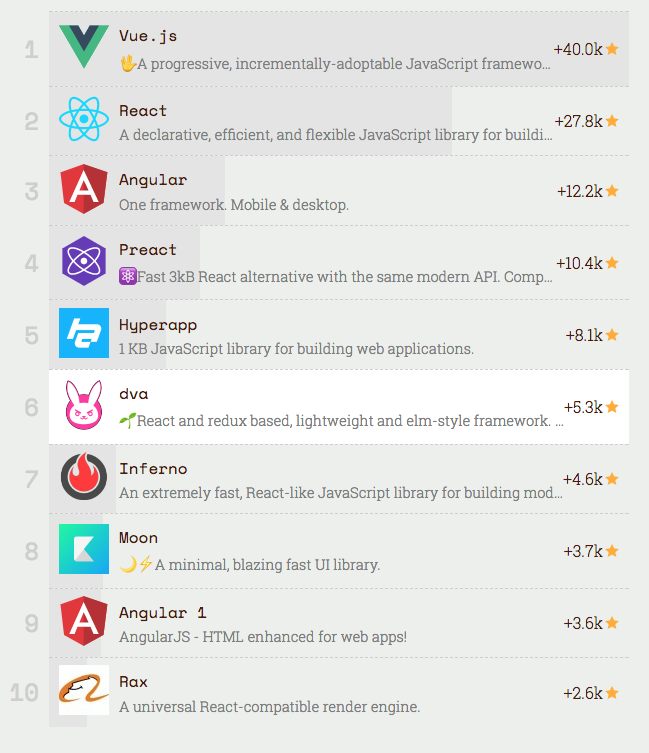 1
Vue.js
+40.0k
🖖A progressive, incrementally-adoptable JavaScript framewo...
2
React
+27.8k
A declarative, efficient, and flexible JavaScript library for buildi...
3
Angular
+12.2k
One framework. Mobile & desktop.
4
Preact
+10.4k
⚛️Fast 3kB React alternative with the same modern API. Comp...
5
Hyperapp
+8.1k
1 KB JavaScript library for building web applications.
6
dva
+5.3k
🌱React and redux based, lightweight and elm-style framework. ...
7
Inferno
+4.6k
An extremely fast, React-like JavaScript library for building mod...
8
Moon
+3.7k
🌙⚡A minimal, blazing fast UI library.
9
Angular 1
+3.6k
AngularJS - HTML enhanced for web apps!
10
Rax
+2.6k
A universal React-compatible render engine.